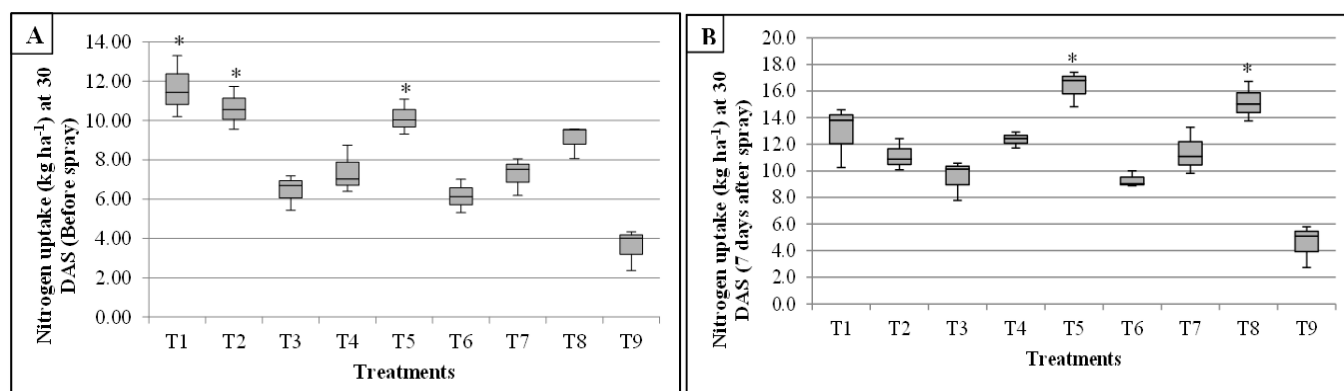 A
Nitrogen uptake (kg ha⁻¹) at 30
DAS (Before spray)
14.00
12.00
10.00
8.00
6.00
4.00
2.00
0.00
* * *
T1 T2 T3 T4 T5 T6 T7 T8 T9
Treatments
B
Nitrogen uptake (kg ha⁻¹) at 30
DAS (7 days after spray)
20.0
18.0
16.0
14.0
12.0
10.0
8.0
6.0
4.0
2.0
0.0
* *
T1 T2 T3 T4 T5 T6 T7 T8 T9
Treatments